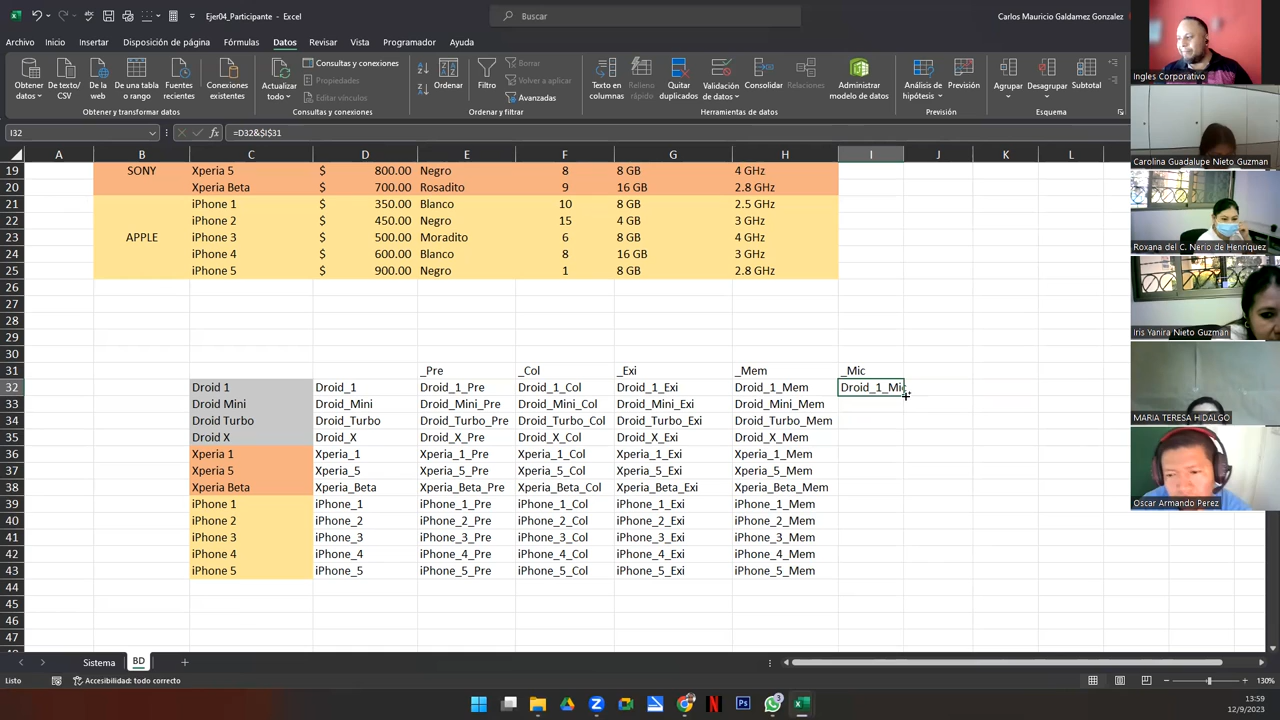 Ejer04_Participante - Excel
Buscar
Carlos Mauricio Galdamez Gonzalez
Archivo Inicio Insertar Disposición de página Fórmulas Datos Revisar Vista Programador Ayuda
Obtener datos
De texto/CSV
De la web
De una tabla o rango
Fuentes recientes
Conexiones existentes
Obtener y transformar datos
Actualizar todo
Consultas y conexiones
Propiedades
Editar vínculos
Consultas y conexiones
Ordenar
Filtro
Borrar
Volver a aplicar
Avanzadas
Ordenar y filtrar
Texto en columnas
Relleno rápido
Quitar duplicados
Validación de datos
Consolidar
Relaciones
Administrar modelo de datos
Herramientas de datos
Análisis de hipótesis
Previsión
Previsión
Agrupar
Desagrupar
Subtotal
Esquema
I32
fx =D32&$I$31
A B C D E F G H I J K L
19 SONY Xperia 5 $ 800.00 Negro 8 8 GB 4 GHz
20 Xperia Beta $ 700.00 Rosadito 9 16 GB 2.8 GHz
21 iPhone 1 $ 350.00 Blanco 10 8 GB 2.5 GHz
22 iPhone 2 $ 450.00 Negro 15 4 GB 3 GHz
23 APPLE iPhone 3 $ 500.00 Moradito 6 8 GB 4 GHz
24 iPhone 4 $ 600.00 Blanco 8 16 GB 3 GHz
25 iPhone 5 $ 900.00 Negro 1 8 GB 2.8 GHz
26
27
28
29
30
31 _Pre _Col _Exi _Mem _Mic
32 Droid 1 Droid_1 Droid_1_Pre Droid_1_Col Droid_1_Exi Droid_1_Mem Droid_1_Mic
33 Droid Mini Droid_Mini Droid_Mini_Pre Droid_Mini_Col Droid_Mini_Exi Droid_Mini_Mem
34 Droid Turbo Droid_Turbo Droid_Turbo_Pre Droid_Turbo_Col Droid_Turbo_Exi Droid_Turbo_Mem
35 Droid X Droid_X Droid_X_Pre Droid_X_Col Droid_X_Exi Droid_X_Mem
36 Xperia 1 Xperia_1 Xperia_1_Pre Xperia_1_Col Xperia_1_Exi Xperia_1_Mem
37 Xperia 5 Xperia_5 Xperia_5_Pre Xperia_5_Col Xperia_5_Exi Xperia_5_Mem
38 Xperia Beta Xperia_Beta Xperia_Beta_Pre Xperia_Beta_Col Xperia_Beta_Exi Xperia_Beta_Mem
39 iPhone 1 iPhone_1 iPhone_1_Pre iPhone_1_Col iPhone_1_Exi iPhone_1_Mem
40 iPhone 2 iPhone_2 iPhone_2_Pre iPhone_2_Col iPhone_2_Exi iPhone_2_Mem
41 iPhone 3 iPhone_3 iPhone_3_Pre iPhone_3_Col iPhone_3_Exi iPhone_3_Mem
42 iPhone 4 iPhone_4 iPhone_4_Pre iPhone_4_Col iPhone_4_Exi iPhone_4_Mem
43 iPhone 5 iPhone_5 iPhone_5_Pre iPhone_5_Col iPhone_5_Exi iPhone_5_Mem
44
45
46
47
Sistema BD
Listo
Accesibilidad: todo correcto
130%
13:59
12/9/2023
Ingles Corporativo
Carolina Guadalupe Nieto Guzman
Roxana del C. Nerio de Henríquez
Iris Yanira Nieto Guzmán
MARIA TERESA HIDALGO
Oscar Armando Perez